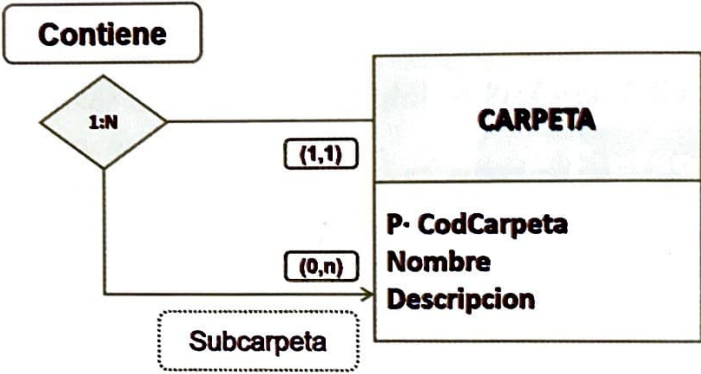 Contiene
1:N
CARPETA
(1,1)
P· CodCarpeta
Nombre
(0,n)
Descripcion
Subcarpeta